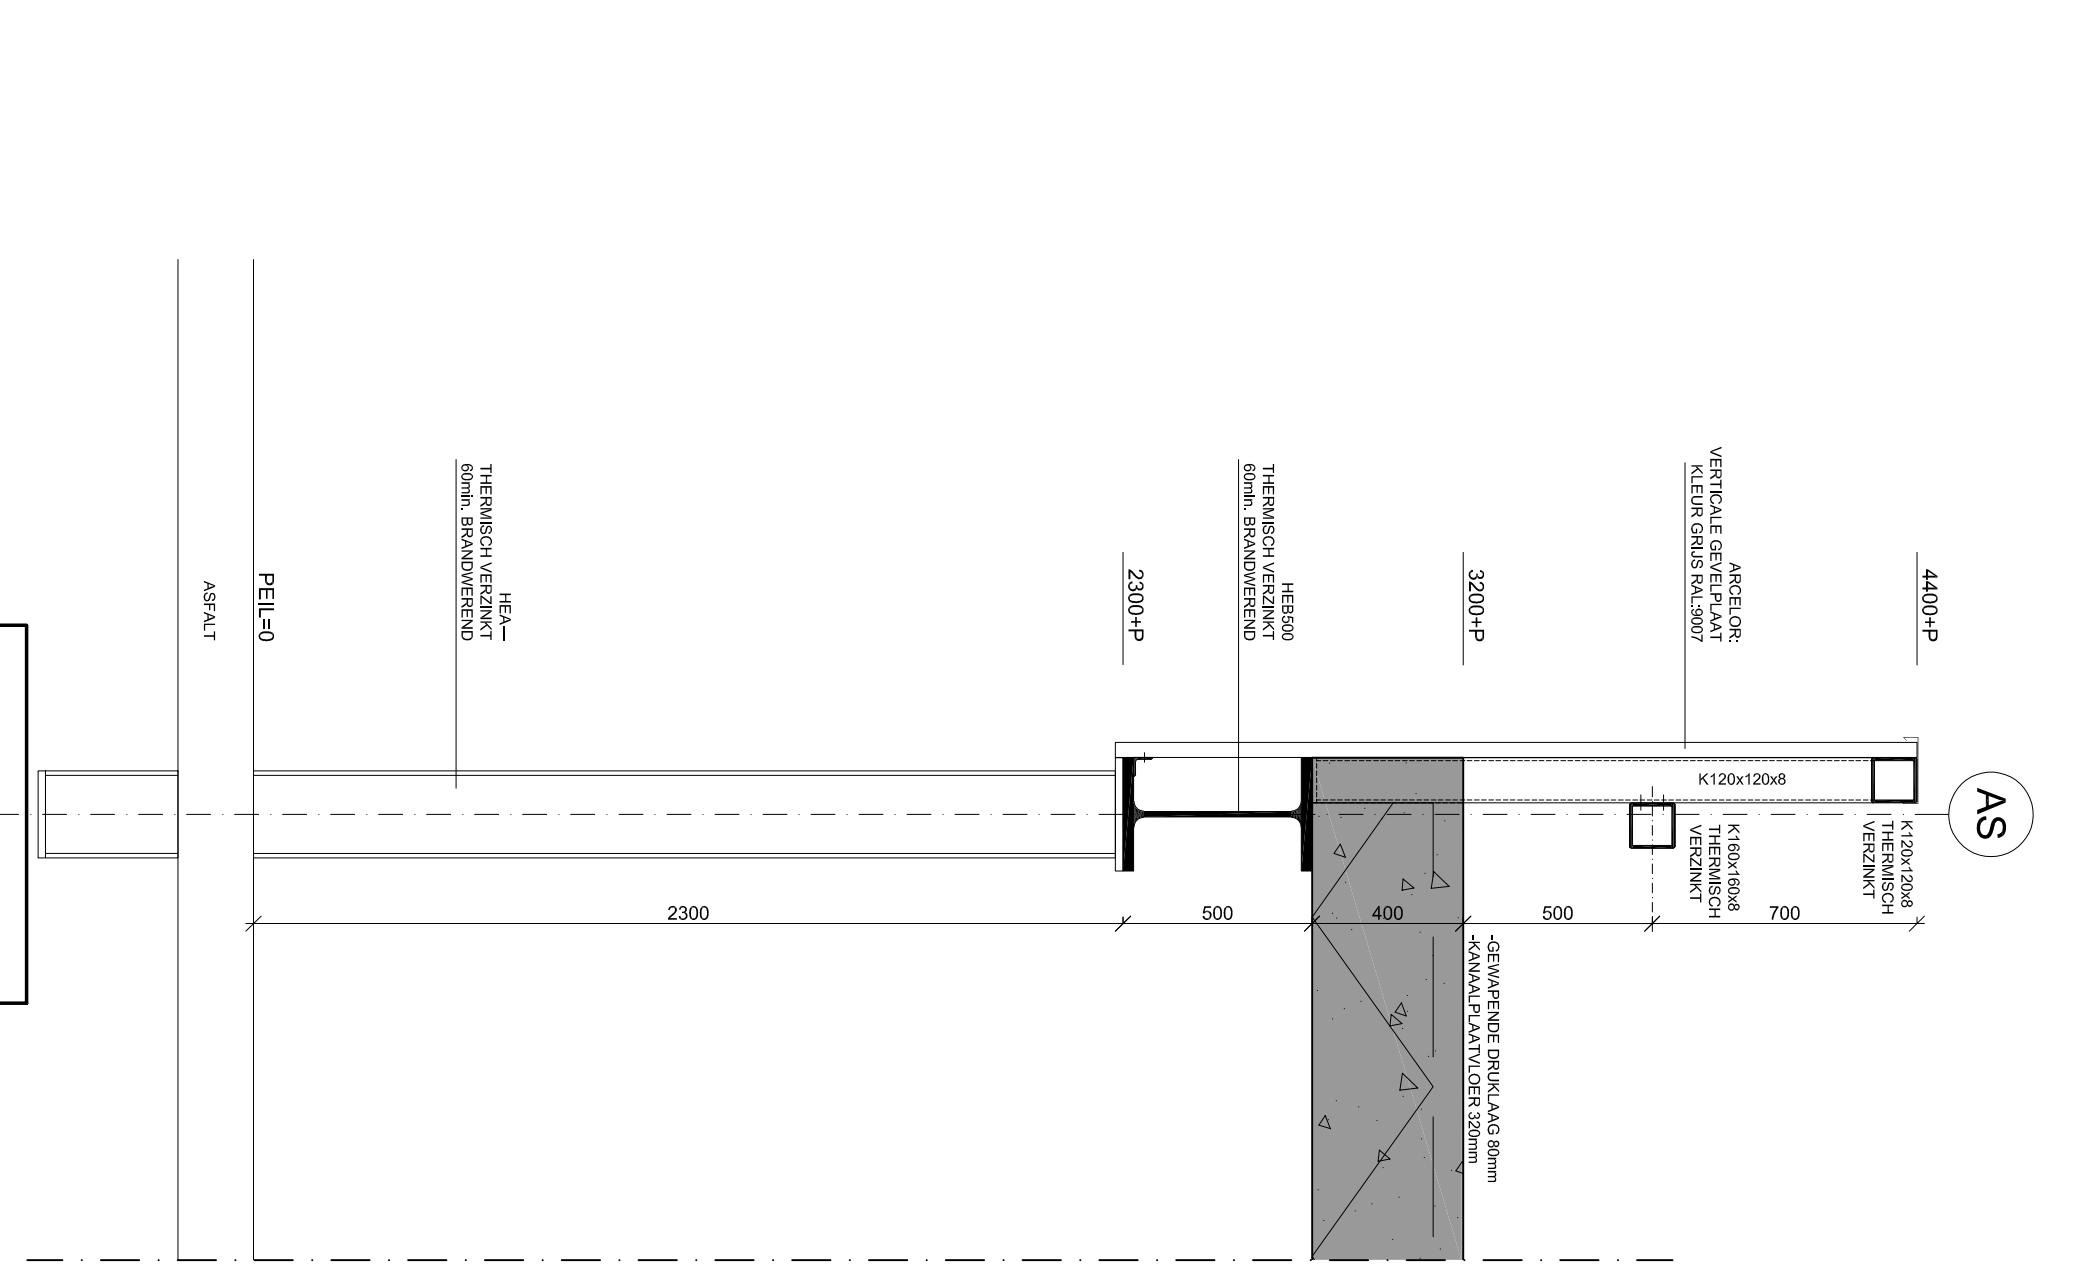 AS
4400+P
3200+P
2300+P
PEIL=0
ASFALT
ARCELOR:
VERTICALE GEVELPLAAT
KLEUR GRIJS RAL:9007
HEB500
THERMISCH VERZINKT
60min. BRANDWEREND
HEA—
THERMISCH VERZINKT
60min. BRANDWEREND
K120x120x8
K120x120x8
THERMISCH
VERZINKT
K160x160x8
THERMISCH
VERZINKT
2300
500
400
500
700
-GEWAPENDE DRUKLAAG 80mm
-KANAALPLAATVLOER 320mm